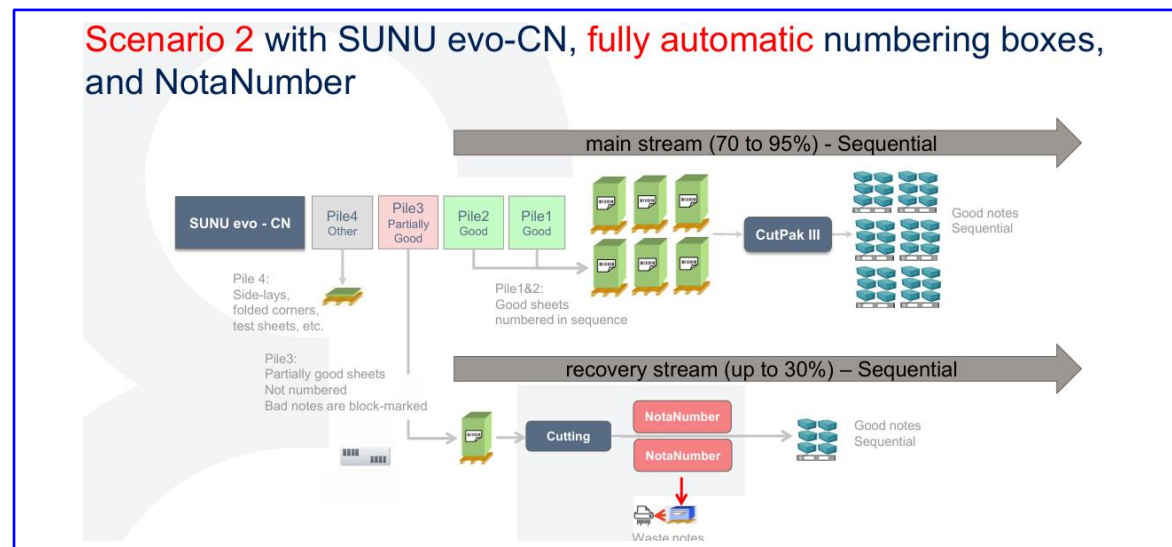 Scenario 2 with SUNU evo-CN, fully automatic numbering boxes,
and NotaNumber
main stream (70 to 95%) - Sequential
SUNU evo - CN
Pile4
Other
Pile3
Partially
Good
Pile2
Good
Pile1
Good
CutPak III
Good notes
Sequential
Pile 4:
Side-lays,
folded corners,
test sheets, etc.
Pile1&2:
Good sheets
numbered in sequence
Pile3:
Partially good sheets
Not numbered
Bad notes are block-marked
recovery stream (up to 30%) – Sequential
Cutting
NotaNumber
NotaNumber
Good notes
Sequential
Waste notes